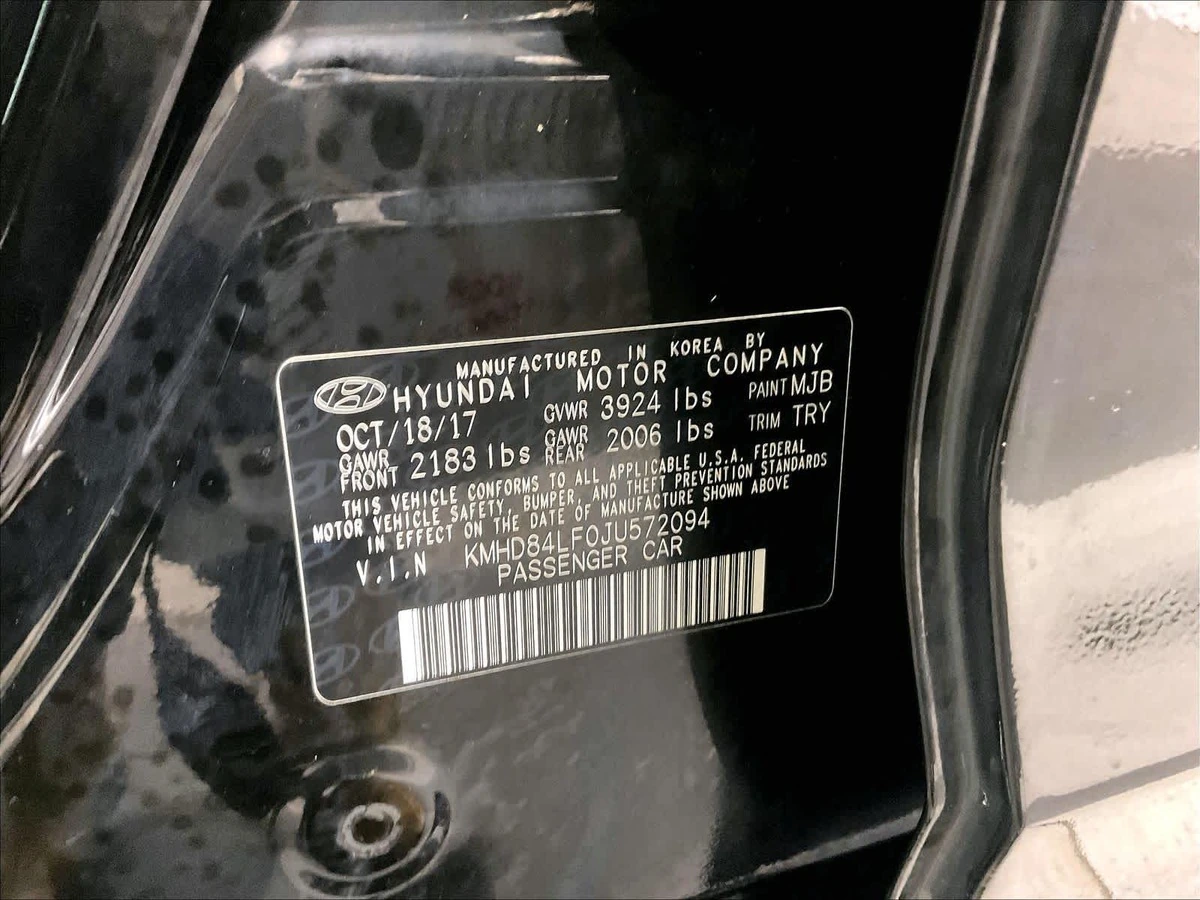 MANUFACTURED IN KOREA BY
HYUNDAI MOTOR COMPANY
OCT/18/17 GVWR 3924 lbs PAINT MJB
GAWR FRONT 2183 lbs GAWR REAR 2006 lbs TRIM TRY
THIS VEHICLE CONFORMS TO ALL APPLICABLE U.S.A. FEDERAL
MOTOR VEHICLE SAFETY, BUMPER, AND THEFT PREVENTION STANDARDS
IN EFFECT ON THE DATE OF MANUFACTURE SHOWN ABOVE
V.I.N KMHD84LF0JU572094
PASSENGER CAR